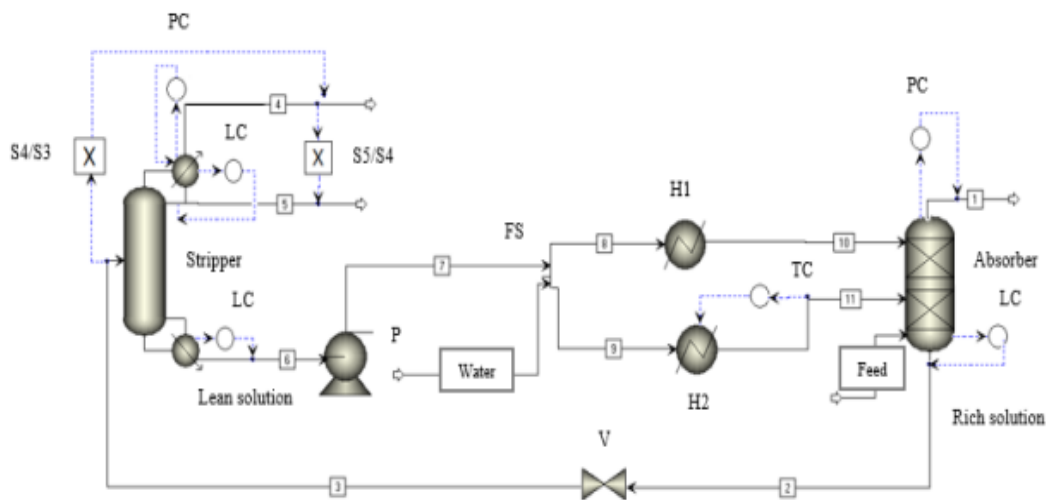 PC
LC
S4/S3
X
4
X
S5/S4
PC
5
H1
1
Stripper
FS
8
10
7
TC
Absorber
LC
11
LC
P
9
6
Water
Feed
Lean solution
H2
Rich solution
V
3
2